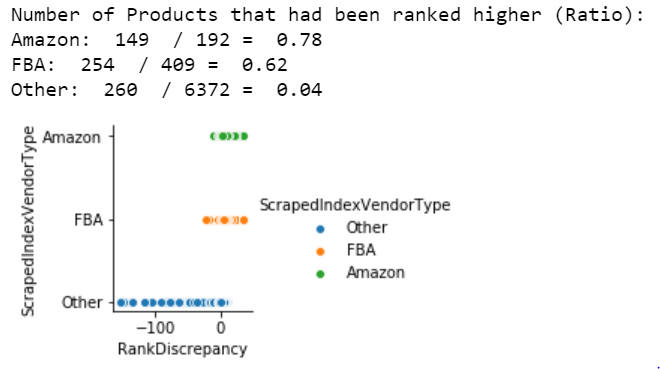 Number of Products that had been ranked higher (Ratio):
Amazon:  149  / 192 =  0.78
FBA:  254  / 409 =  0.62
Other:  260  / 6372 =  0.04
ScrapedIndexVendorType
Amazon
FBA
Other
−100 0
RankDiscrepancy
ScrapedIndexVendorType
Other
FBA
Amazon